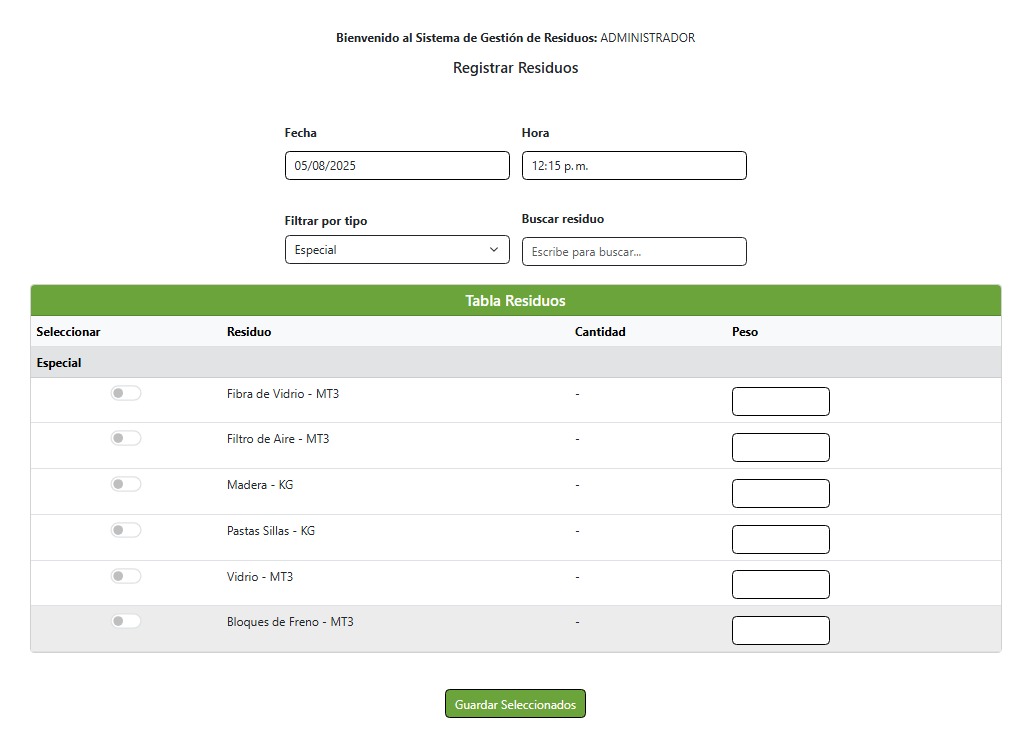 Bienvenido al Sistema de Gestión de Residuos: ADMINISTRADOR
Registrar Residuos
Fecha Hora
05/08/2025 12:15 p. m.
Filtrar por tipo Buscar residuo
Especial Escribe para buscar...
Tabla Residuos
Seleccionar Residuo Cantidad Peso
Especial
Fibra de Vidrio - MT3 -
Filtro de Aire - MT3 -
Madera - KG -
Pastas Sillas - KG -
Vidrio - MT3 -
Bloques de Freno - MT3 -
Guardar Seleccionados